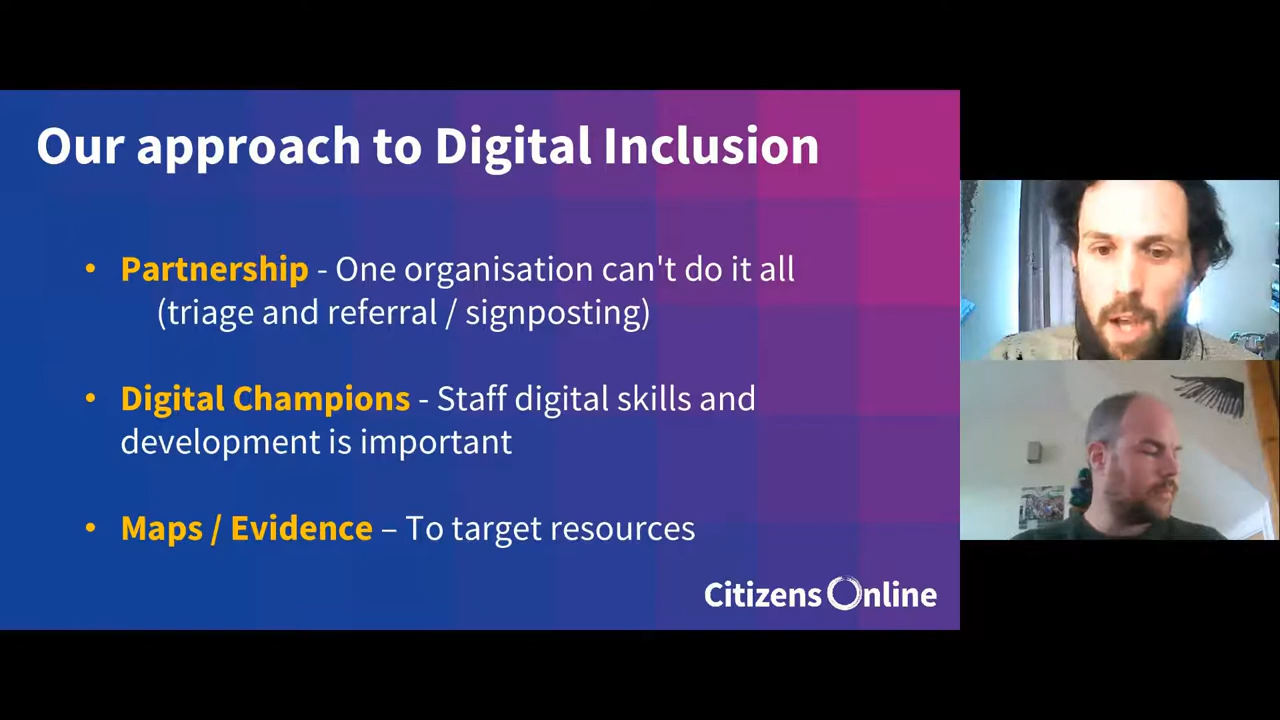 Our approach to Digital Inclusion
• Partnership - One organisation can't do it all
(triage and referral / signposting)
• Digital Champions - Staff digital skills and
development is important
• Maps / Evidence – To target resources
Citizens Online